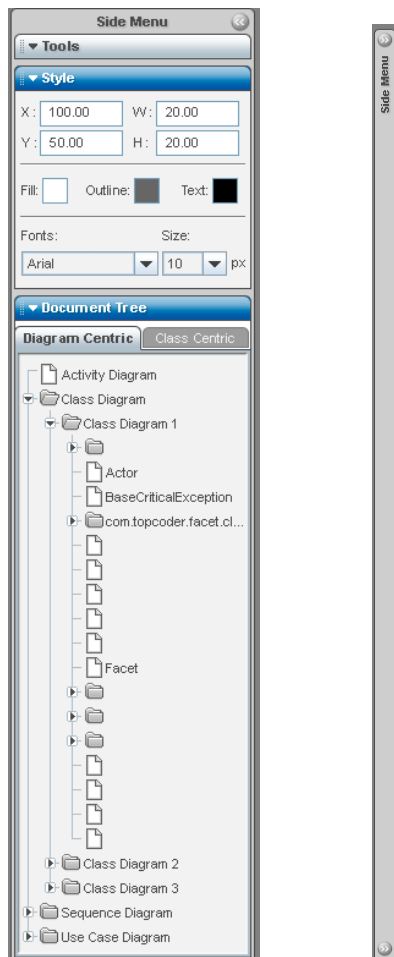 Side Menu
Tools
Style
X: 100.00 W: 20.00
Y: 50.00 H: 20.00
Fill: Outline: Text:
Fonts: Size:
Arial 10 px
Document Tree
Diagram Centric Class Centric
Activity Diagram
Class Diagram
Class Diagram 1
Actor
BaseCriticalException
com.topcoder.facet.cl...
Facet
Class Diagram 2
Class Diagram 3
Sequence Diagram
Use Case Diagram
Side Menu